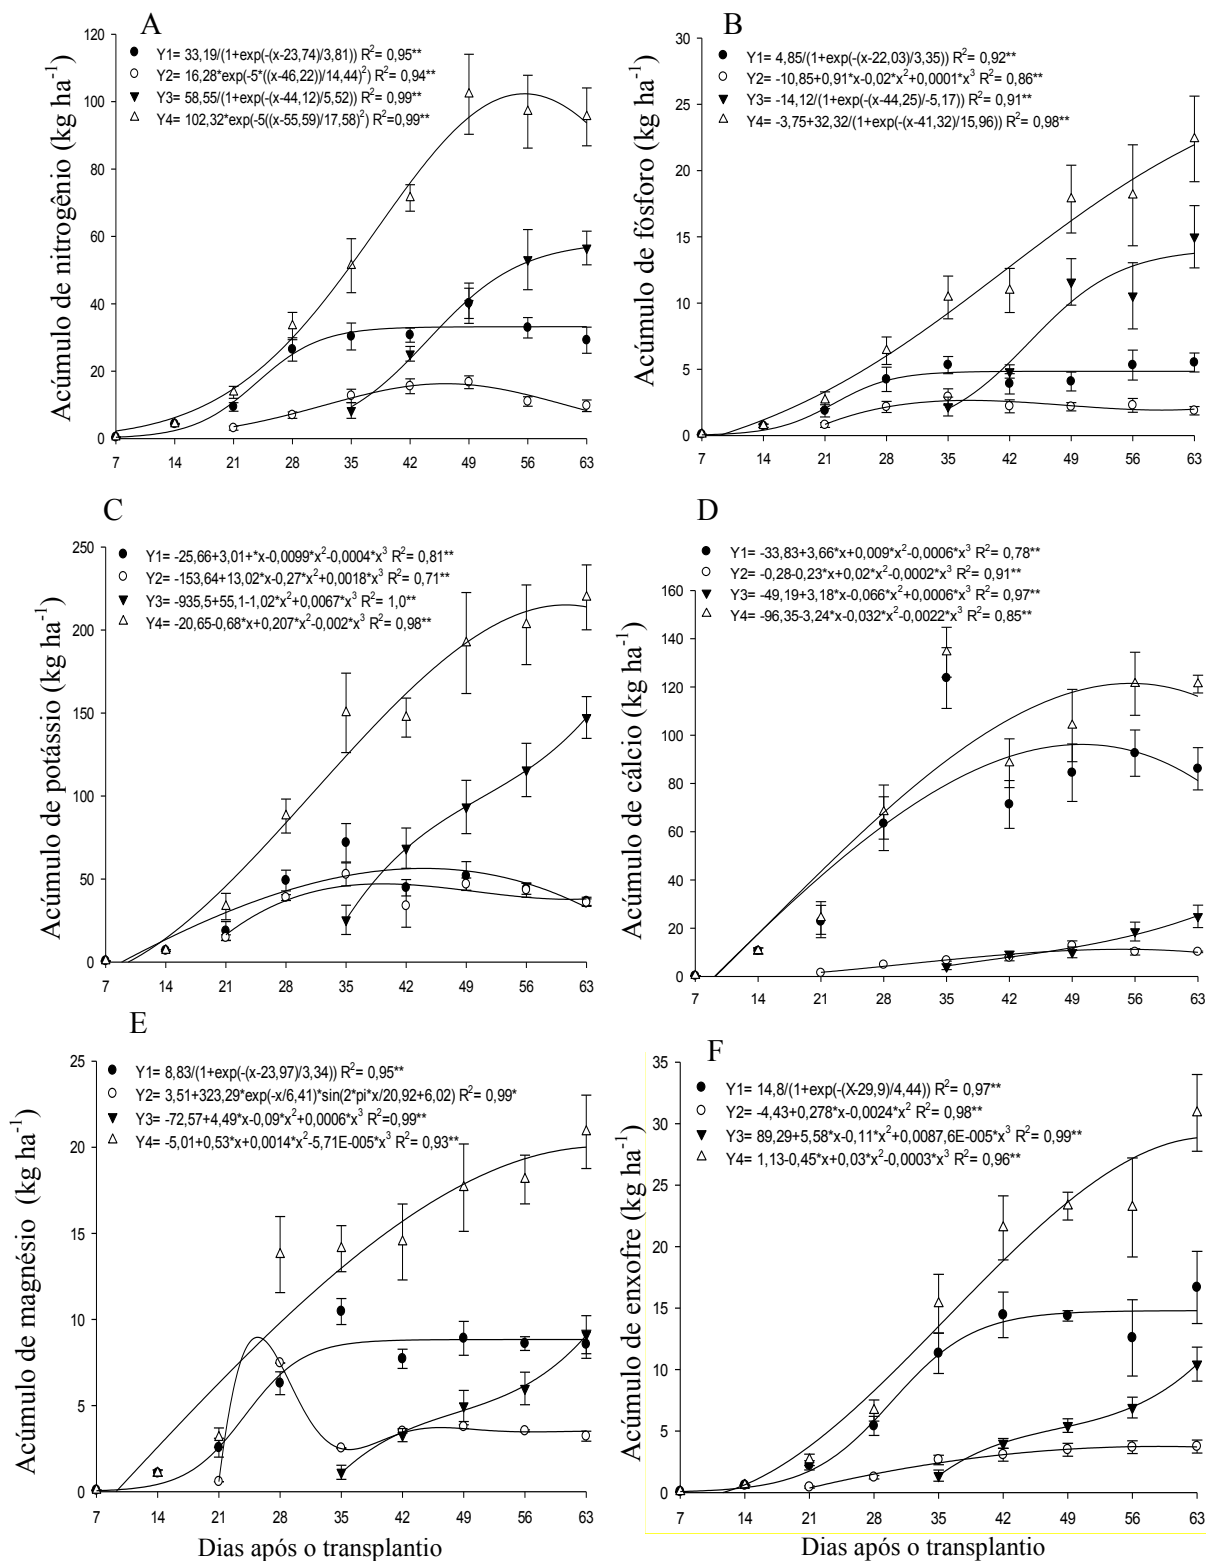 A
Y1= 33,19/(1+exp(-(x-23,74)/3,81)) R²= 0,95**
Y2= 16,28*exp(-5*((x-46,22))/14,44)²) R²= 0,94**
Y3= 58,55/(1+exp(-(x-44,12)/5,52)) R²= 0,99**
Y4= 102,32*exp(-5((x-55,59)/17,58)²) R²=0,99**
Acúmulo de nitrogênio (kg ha⁻¹)
120
100
80
60
40
20
0
7 14 21 28 35 42 49 56 63
B
Y1= 4,85/(1+exp(-(x-22,03)/3,35)) R²= 0,92**
Y2= -10,85+0,91*x-0,02*x²+0,0001*x³ R²= 0,86**
Y3= -14,12/(1+exp(-(x-44,25)/-5,17)) R²= 0,91**
Y4= -3,75+32,32/(1+exp(-(x-41,32)/15,96)) R²= 0,98**
Acúmulo de fósforo (kg ha⁻¹)
30
25
20
15
10
5
0
7 14 21 28 35 42 49 56 63
C
Y1= -25,66+3,01+*x-0,0099*x²-0,0004*x³ R²= 0,81**
Y2= -153,64+13,02*x-0,27*x²+0,0018*x³ R²= 0,71**
Y3= -935,5+55,1-1,02*x²+0,0067*x³ R²= 1,0**
Y4= -20,65-0,68*x+0,207*x²-0,002*x³ R²= 0,98**
Acúmulo de potássio (kg ha⁻¹)
250
200
150
100
50
0
7 14 21 28 35 42 49 56 63
D
Y1= -33,83+3,66*x+0,009*x²-0,0006*x³ R²= 0,78**
Y2= -0,28-0,23*x+0,02*x²-0,0002*x³ R²= 0,91**
Y3= -49,19+3,18*x-0,066*x²+0,0006*x³ R²= 0,97**
Y4= -96,35-3,24*x-0,032*x²-0,0022*x³ R²= 0,85**
Acúmulo de cálcio (kg ha⁻¹)
160
140
120
100
80
60
40
20
0
7 14 21 28 35 42 49 56 63
E
Y1= 8,83/(1+exp(-(x-23,97)/3,34)) R²= 0,95**
Y2= 3,51+323,29*exp(-x/6,41)*sin(2*pi*x/20,92+6,02) R²= 0,99*
Y3= -72,57+4,49*x-0,09*x²+0,0006*x³ R²=0,99**
Y4= -5,01+0,53*x+0,0014*x²-5,71E-005*x³ R²= 0,93**
Acúmulo de magnésio (kg ha⁻¹)
25
20
15
10
5
0
7 14 21 28 35 42 49 56 63
Dias após o transplantio
F
Y1= 14,8/(1+exp(-(X-29,9)/4,44)) R²= 0,97**
Y2= -4,43+0,278*x-0,0024*x² R²= 0,98**
Y3= 89,29+5,58*x-0,11*x²+0,0087,6E-005*x³ R²= 0,99**
Y4= 1,13-0,45*x+0,03*x²-0,0003*x³ R²= 0,96**
Acúmulo de enxofre (kg ha⁻¹)
35
30
25
20
15
10
5
0
7 14 21 28 35 42 49 56 63
Dias após o transplantio